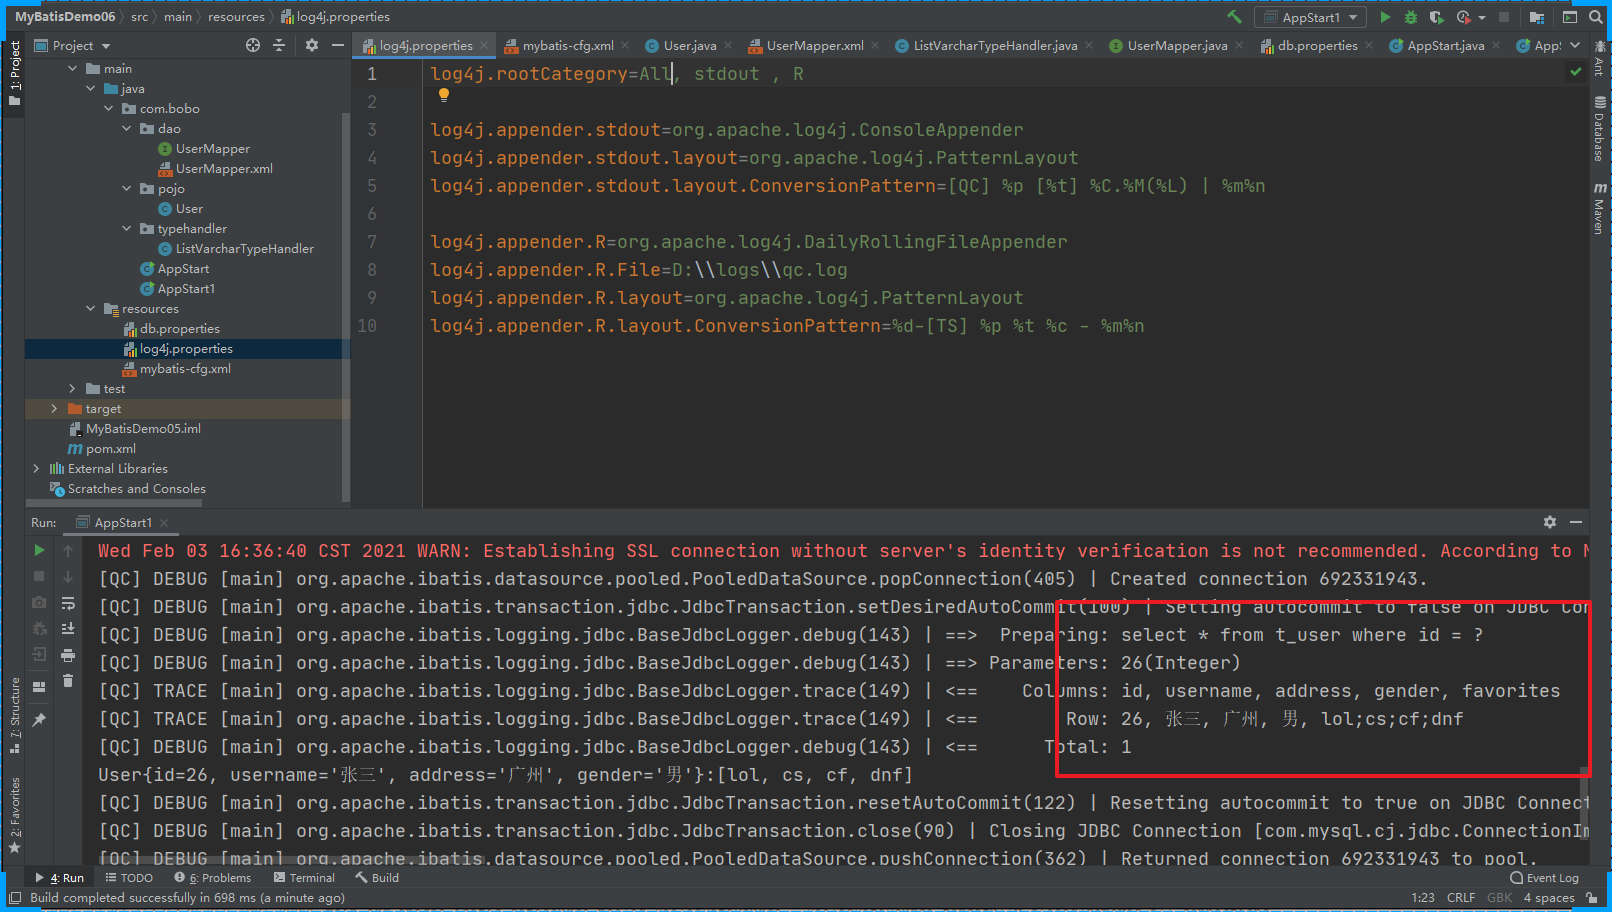 MyBatisDemo06 src main resources log4j.properties AppStart1
1: Project
Project
log4j.properties mybatis-cfg.xml User.java UserMapper.xml ListVarcharTypeHandler.java UserMapper.java db.properties AppStart.java App
main
java
com.bobo
dao
UserMapper
UserMapper.xml
pojo
User
typehandler
ListVarcharTypeHandler
AppStart
AppStart1
resources
db.properties
log4j.properties
mybatis-cfg.xml
test
target
MyBatisDemo05.iml
pom.xml
External Libraries
Scratches and Consoles
1 log4j.rootCategory=All, stdout , R
2
3 log4j.appender.stdout=org.apache.log4j.ConsoleAppender
4 log4j.appender.stdout.layout=org.apache.log4j.PatternLayout
5 log4j.appender.stdout.layout.ConversionPattern=[QC] %p [%t] %C.%M(%L) | %m%n
6
7 log4j.appender.R=org.apache.log4j.DailyRollingFileAppender
8 log4j.appender.R.File=D:\\logs\\qc.log
9 log4j.appender.R.layout=org.apache.log4j.PatternLayout
10 log4j.appender.R.layout.ConversionPattern=%d-[TS] %p %t %c - %m%n
Ant
Database
Maven
Run: AppStart1
Wed Feb 03 16:36:40 CST 2021 WARN: Establishing SSL connection without server's identity verification is not recommended. According to
[QC] DEBUG [main] org.apache.ibatis.datasource.pooled.PooledDataSource.popConnection(405) | Created connection 692331943.
[QC] DEBUG [main] org.apache.ibatis.transaction.jdbc.JdbcTransaction.setDesiredAutoCommit(100) | Setting autocommit to false on JDBC Con
[QC] DEBUG [main] org.apache.ibatis.logging.jdbc.BaseJdbcLogger.debug(143) | ==>  Preparing: select * from t_user where id = ?
[QC] DEBUG [main] org.apache.ibatis.logging.jdbc.BaseJdbcLogger.debug(143) | ==> Parameters: 26(Integer)
[QC] TRACE [main] org.apache.ibatis.logging.jdbc.BaseJdbcLogger.trace(149) | <==    Columns: id, username, address, gender, favorites
[QC] TRACE [main] org.apache.ibatis.logging.jdbc.BaseJdbcLogger.trace(149) | <==        Row: 26, 张三, 广州, 男, lol;cs;cf;dnf
[QC] DEBUG [main] org.apache.ibatis.logging.jdbc.BaseJdbcLogger.debug(143) | <==      Total: 1
User{id=26, username='张三', address='广州', gender='男'}:[lol, cs, cf, dnf]
[QC] DEBUG [main] org.apache.ibatis.transaction.jdbc.JdbcTransaction.resetAutoCommit(122) | Resetting autocommit to true on JDBC Connect
[QC] DEBUG [main] org.apache.ibatis.transaction.jdbc.JdbcTransaction.close(90) | Closing JDBC Connection [com.mysql.cj.jdbc.ConnectionIm
[QC] DEBUG [main] org.apache.ibatis.datasource.pooled.PooledDataSource.pushConnection(362) | Returned connection 692331943 to pool.
7: Structure
2: Favorites
4: Run TODO 6: Problems Terminal Build Event Log
Build completed successfully in 698 ms (a minute ago) 1:23 CRLF GBK 4 spaces